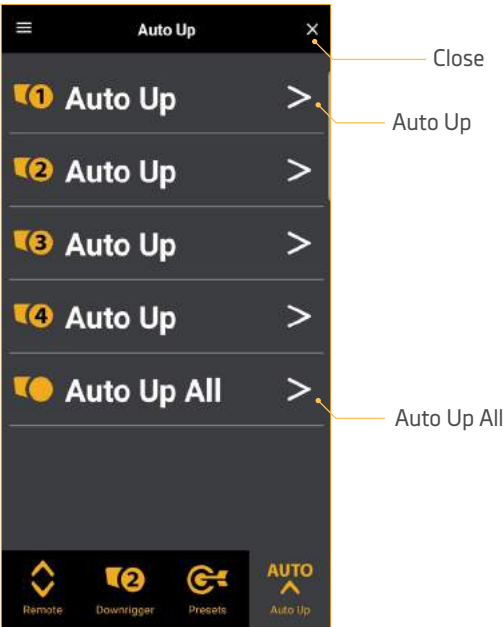 Auto Up
Close
1 Auto Up >
Auto Up
2 Auto Up >
3 Auto Up >
4 Auto Up >
Auto Up All >
Auto Up All
2 AUTO
Remote Downrigger Presets Auto Up